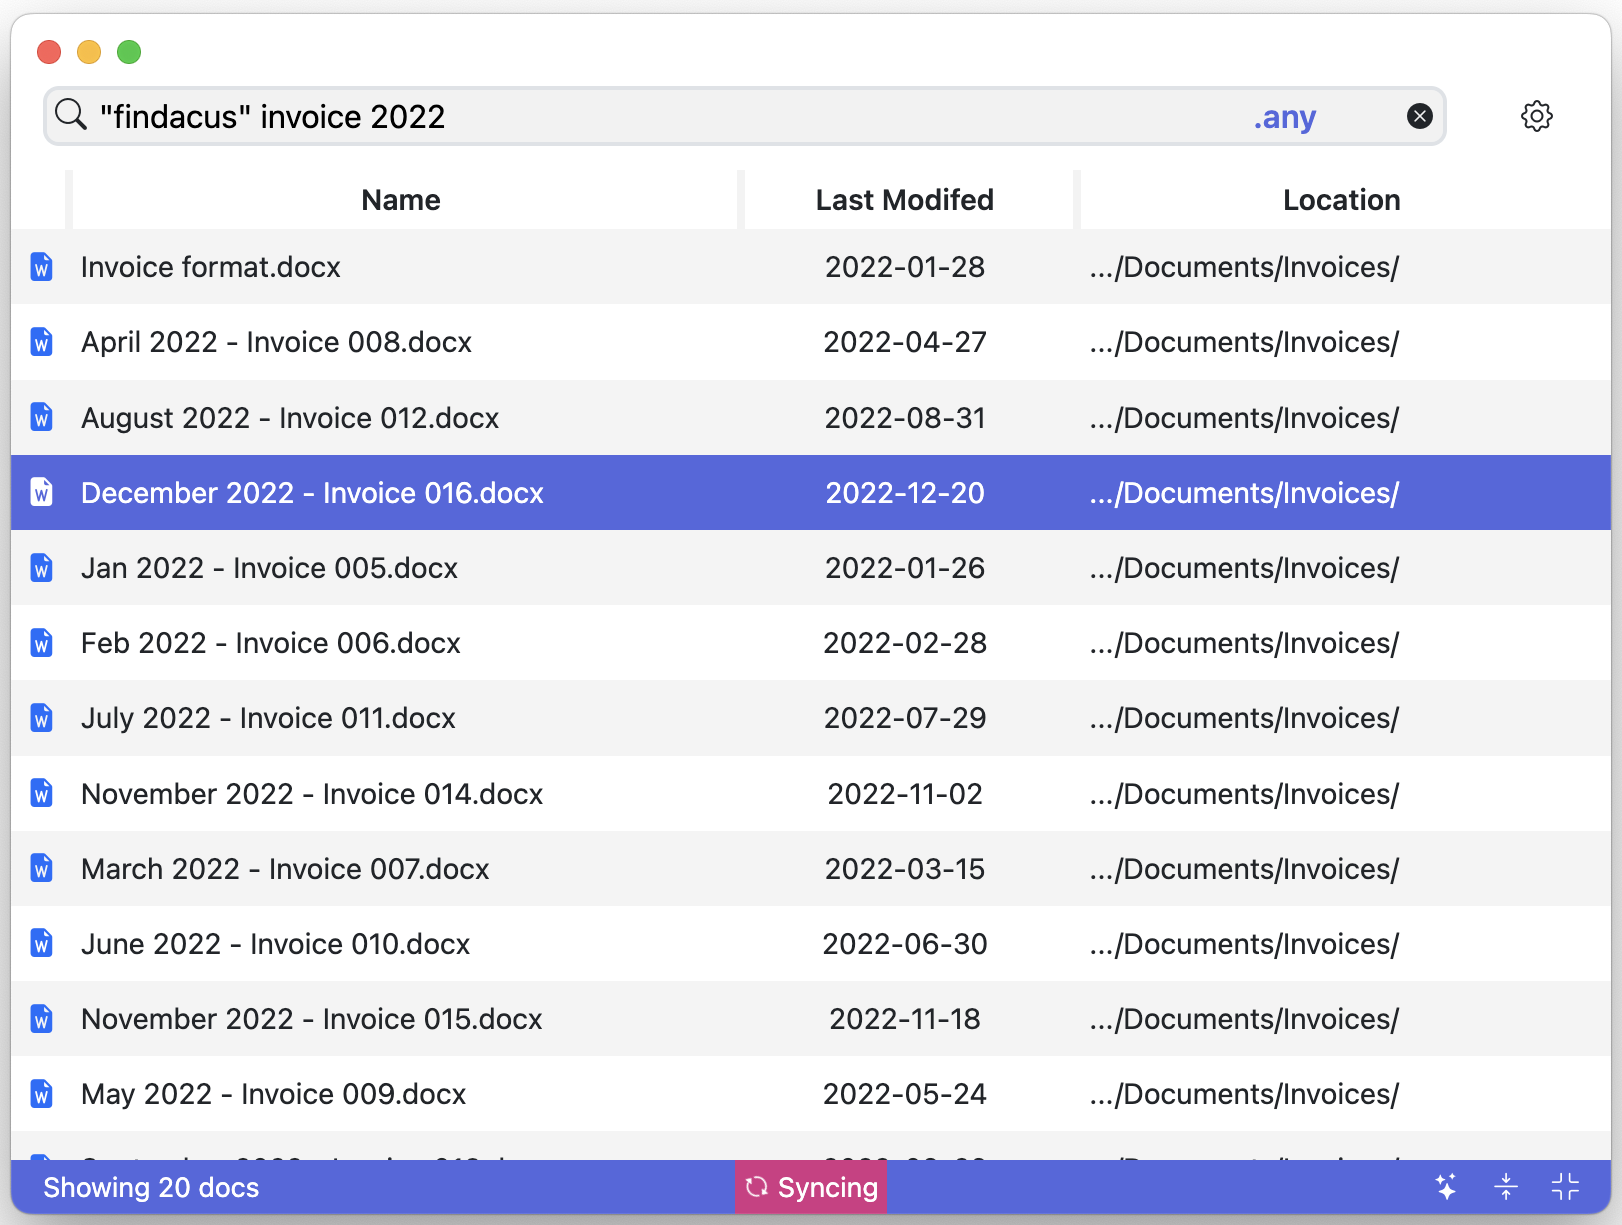 "findacus" invoice 2022 .any
Name Last Modifed Location
W Invoice format.docx 2022-01-28 .../Documents/Invoices/
W April 2022 - Invoice 008.docx 2022-04-27 .../Documents/Invoices/
W August 2022 - Invoice 012.docx 2022-08-31 .../Documents/Invoices/
W December 2022 - Invoice 016.docx 2022-12-20 .../Documents/Invoices/
W Jan 2022 - Invoice 005.docx 2022-01-26 .../Documents/Invoices/
W Feb 2022 - Invoice 006.docx 2022-02-28 .../Documents/Invoices/
W July 2022 - Invoice 011.docx 2022-07-29 .../Documents/Invoices/
W November 2022 - Invoice 014.docx 2022-11-02 .../Documents/Invoices/
W March 2022 - Invoice 007.docx 2022-03-15 .../Documents/Invoices/
W June 2022 - Invoice 010.docx 2022-06-30 .../Documents/Invoices/
W November 2022 - Invoice 015.docx 2022-11-18 .../Documents/Invoices/
W May 2022 - Invoice 009.docx 2022-05-24 .../Documents/Invoices/
Showing 20 docs Syncing